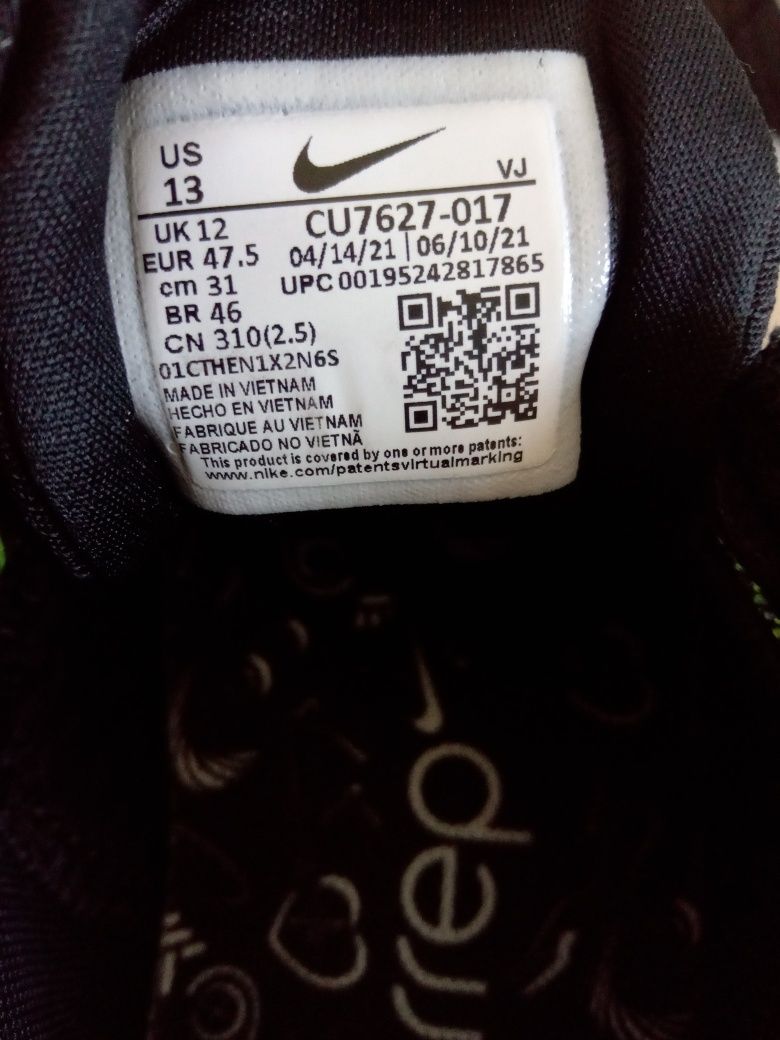 US
13
VJ
UK 12
CU7627-017
EUR 47.5
04/14/21 | 06/10/21
cm 31
UPC 00195242817865
BR 46
CN 310(2.5)
01CTHEN1X2N6S
MADE IN VIETNAM
HECHO EN VIETNAM
FABRIQUE AU VIETNAM
FABRICADO NO VIETNÃ
This product is covered by one or more patents:
www.nike.com/patentsvirtualmarking